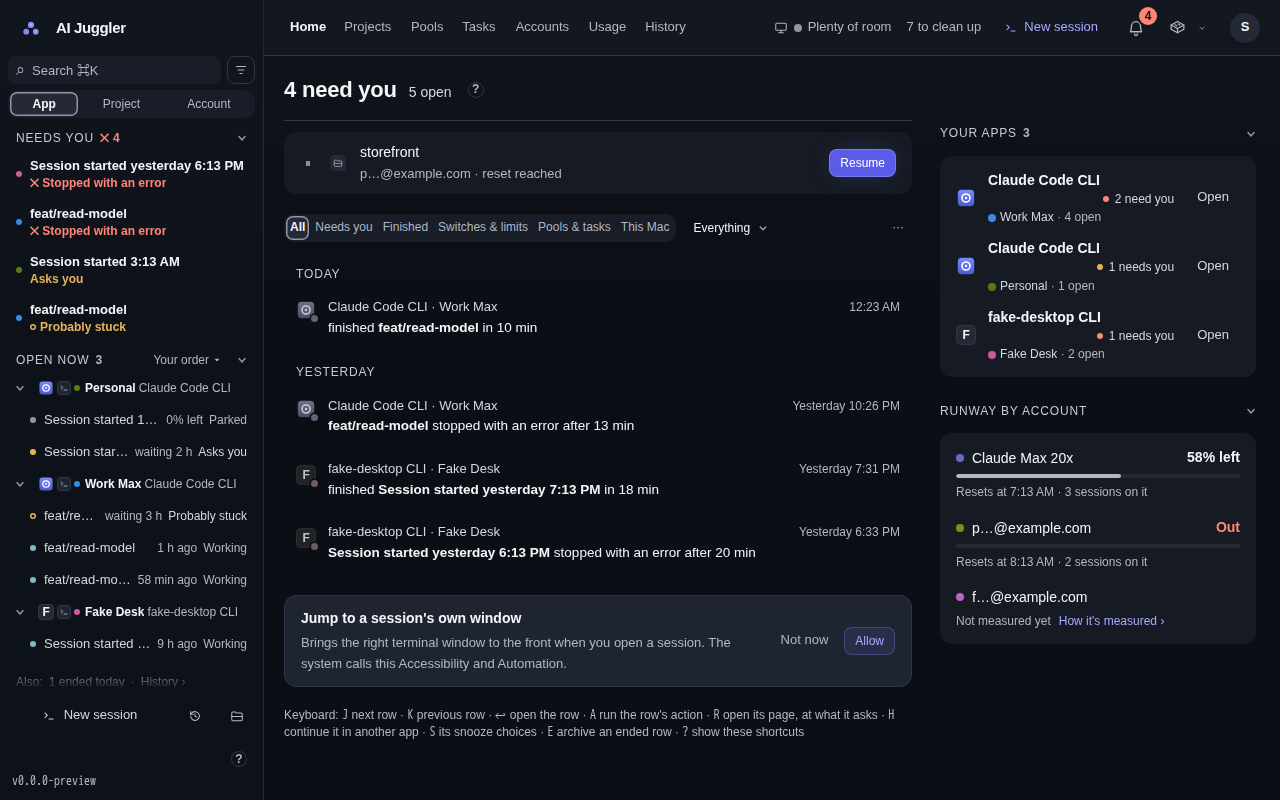 AI Juggler
Search ⌘K
App Project Account
NEEDS YOU 4
Session started yesterday 6:13 PM
Stopped with an error
feat/read-model
Stopped with an error
Session started 3:13 AM
Asks you
feat/read-model
Probably stuck
OPEN NOW 3 Your order
Personal Claude Code CLI
Session started 1… 0% left Parked
Session star… waiting 2 h Asks you
Work Max Claude Code CLI
feat/re… waiting 3 h Probably stuck
feat/read-model 1 h ago Working
feat/read-mo… 58 min ago Working
F Fake Desk fake-desktop CLI
Session started … 9 h ago Working
Also: 1 ended today · History ›
New session
?
v0.0.0-preview
Home Projects Pools Tasks Accounts Usage History
Plenty of room 7 to clean up New session 4 S
4 need you 5 open ?
storefront
p…@example.com · reset reached
Resume
All Needs you Finished Switches & limits Pools & tasks This Mac Everything ···
TODAY
Claude Code CLI · Work Max 12:23 AM
finished feat/read-model in 10 min
YESTERDAY
Claude Code CLI · Work Max Yesterday 10:26 PM
feat/read-model stopped with an error after 13 min
F fake-desktop CLI · Fake Desk Yesterday 7:31 PM
finished Session started yesterday 7:13 PM in 18 min
F fake-desktop CLI · Fake Desk Yesterday 6:33 PM
Session started yesterday 6:13 PM stopped with an error after 20 min
Jump to a session's own window
Brings the right terminal window to the front when you open a session. The
system calls this Accessibility and Automation.
Not now Allow
Keyboard: J next row · K previous row · ↩ open the row · A run the row's action · R open its page, at what it asks · H
continue it in another app · S its snooze choices · E archive an ended row · ? show these shortcuts
YOUR APPS 3
Claude Code CLI
2 need you Open
Work Max · 4 open
Claude Code CLI
1 needs you Open
Personal · 1 open
fake-desktop CLI
F 1 needs you Open
Fake Desk · 2 open
RUNWAY BY ACCOUNT
Claude Max 20x 58% left
Resets at 7:13 AM · 3 sessions on it
p…@example.com Out
Resets at 8:13 AM · 2 sessions on it
f…@example.com
Not measured yet How it's measured ›